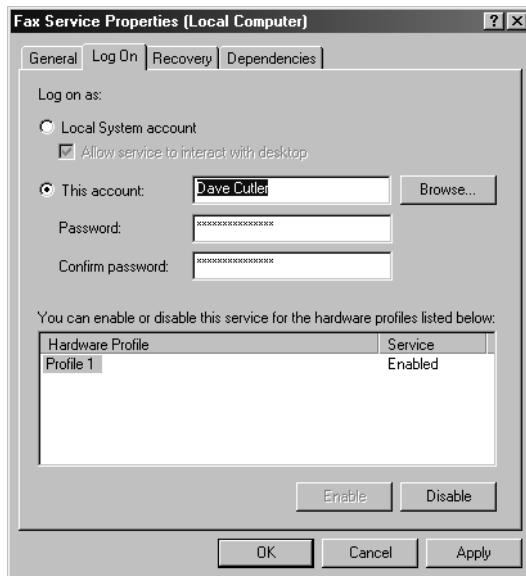 Fax Service Properties (Local Computer)
General Log On Recovery Dependencies
Log on as:
Local System account
Allow service to interact with desktop
This account: Dave Cutler Browse...
Password: ***************
Confirm password: ***************
You can enable or disable this service for the hardware profiles listed below:
Hardware Profile Service
Profile 1 Enabled
Enable Disable
OK Cancel Apply